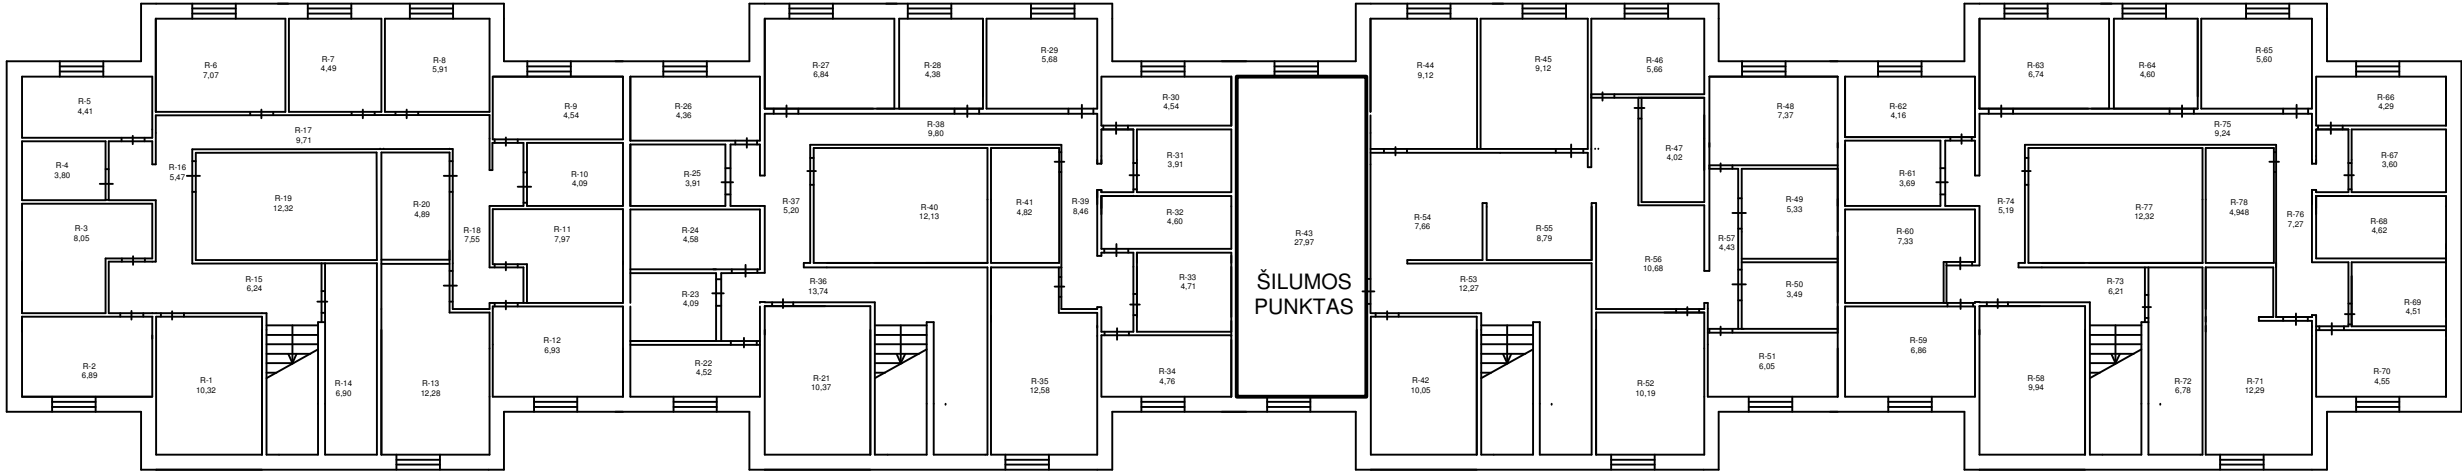 R-1
10,32
R-2
6,89
R-3
8,05
R-4
3,80
R-5
4,41
R-6
7,07
R-7
4,49
R-8
5,91
R-9
4,54
R-10
4,09
R-11
7,97
R-12
6,93
R-13
12,28
R-14
6,90
R-15
6,24
R-16
5,47
R-17
9,71
R-18
7,55
R-19
12,32
R-20
4,89
R-21
10,37
R-22
4,52
R-23
4,09
R-24
4,58
R-25
3,91
R-26
4,36
R-27
6,84
R-28
4,38
R-29
5,68
R-30
4,54
R-31
3,91
R-32
4,60
R-33
4,71
R-34
4,76
R-35
12,58
R-36
13,74
R-37
5,20
R-38
9,80
R-39
8,46
R-40
12,13
R-41
4,82
R-42
10,05
R-43
27,97
ŠILUMOS
PUNKTAS
R-44
9,12
R-45
9,12
R-46
5,66
R-47
4,02
R-48
7,37
R-49
5,33
R-50
3,49
R-51
6,05
R-52
10,19
R-53
12,27
R-54
7,66
R-55
8,79
R-56
10,68
R-57
4,43
R-58
9,94
R-59
6,86
R-60
7,33
R-61
3,69
R-62
4,16
R-63
6,74
R-64
4,60
R-65
5,60
R-66
4,29
R-67
3,60
R-68
4,62
R-69
4,51
R-70
4,55
R-71
12,29
R-72
6,78
R-73
6,21
R-74
5,19
R-75
9,24
R-76
7,27
R-77
12,32
R-78
4,948